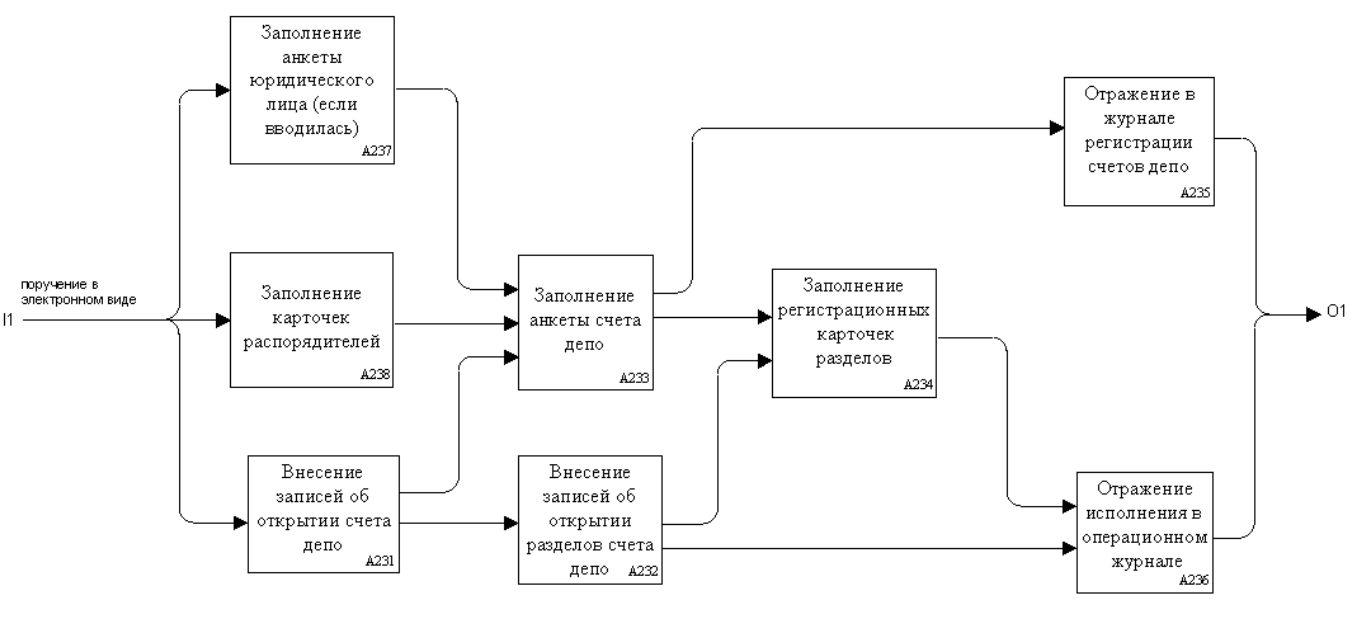 Заполнение
анкеты
юридического
лица (если
вводилась)
A237
Отражение в
журнале
регистрации
счетов депо
A235
поручение в
электронном виде
I1
Заполнение
карточек
распорядителей
A238
Заполнение
анкеты счета
депо
A233
Заполнение
регистрационных
карточек
разделов
A234
O1
Внесение
записей об
открытии счета
депо
A231
Внесение
записей об
открытии
разделов счета
депо A232
Отражение
исполнения в
операционном
журнале
A236